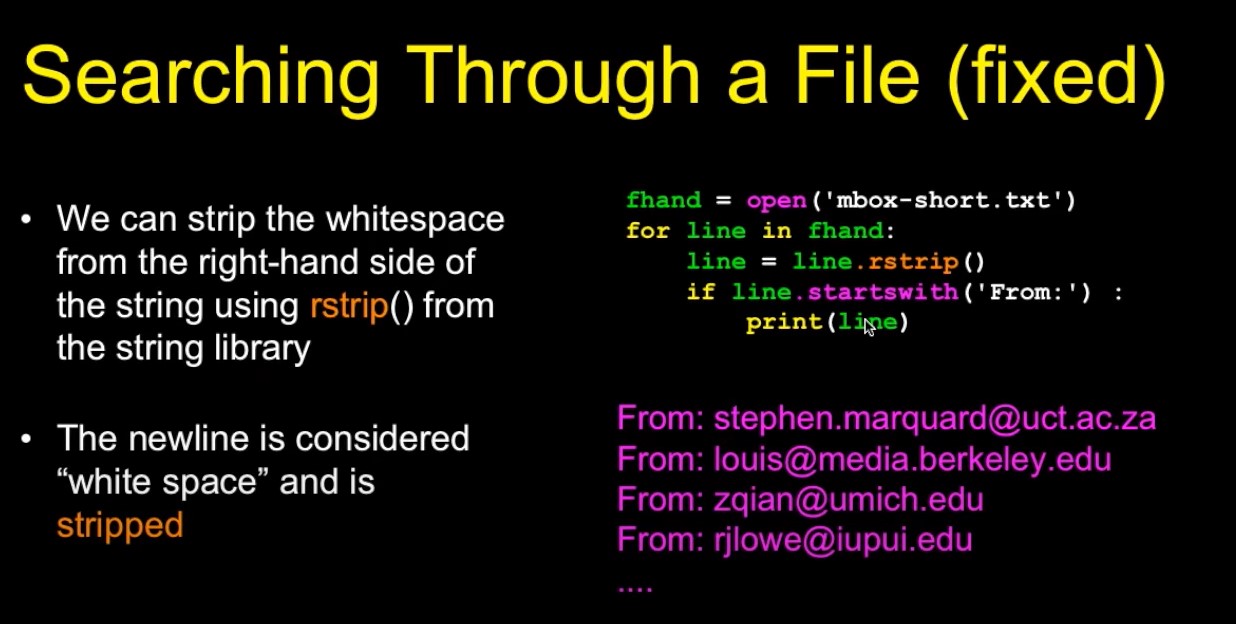 Searching Through a File (fixed)
• We can strip the whitespace
from the right-hand side of
the string using rstrip() from
the string library
• The newline is considered
“white space” and is
stripped
fhand = open('mbox-short.txt')
for line in fhand:
    line = line.rstrip()
    if line.startswith('From:') :
        print(line)
From: stephen.marquard@uct.ac.za
From: louis@media.berkeley.edu
From: zqian@umich.edu
From: rjlowe@iupui.edu
....